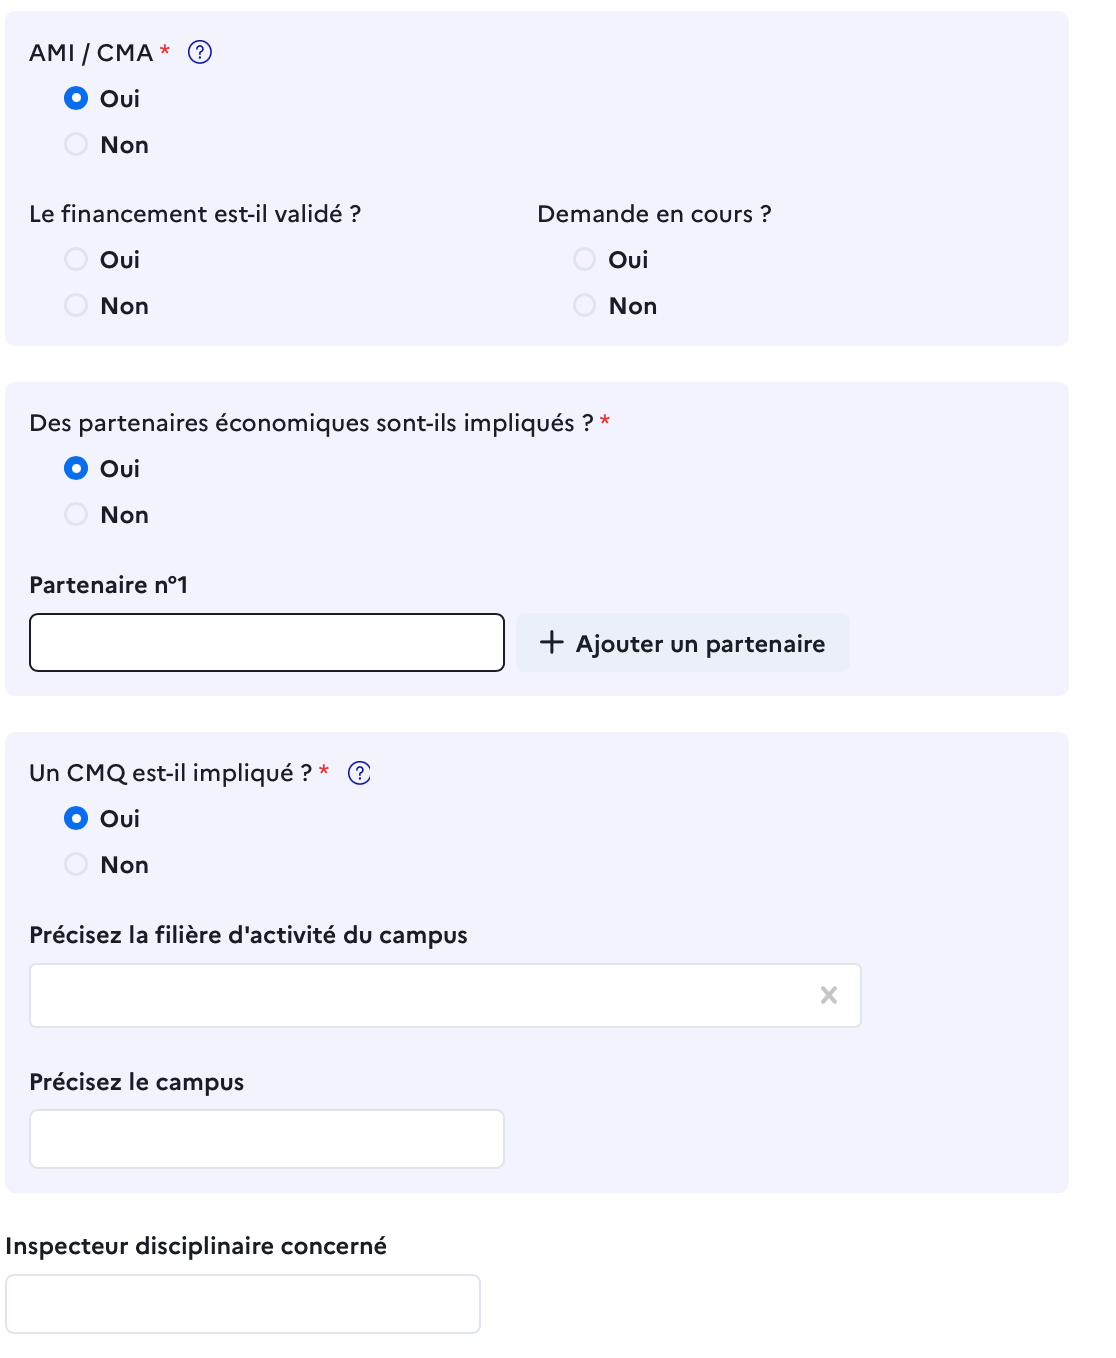 AMI / CMA * ?
Oui
Non
Le financement est-il validé ?
Oui
Non
Demande en cours ?
Oui
Non
Des partenaires économiques sont-ils impliqués ? *
Oui
Non
Partenaire n°1
+ Ajouter un partenaire
Un CMQ est-il impliqué ? * ?
Oui
Non
Précisez la filière d'activité du campus
Précisez le campus
Inspecteur disciplinaire concerné